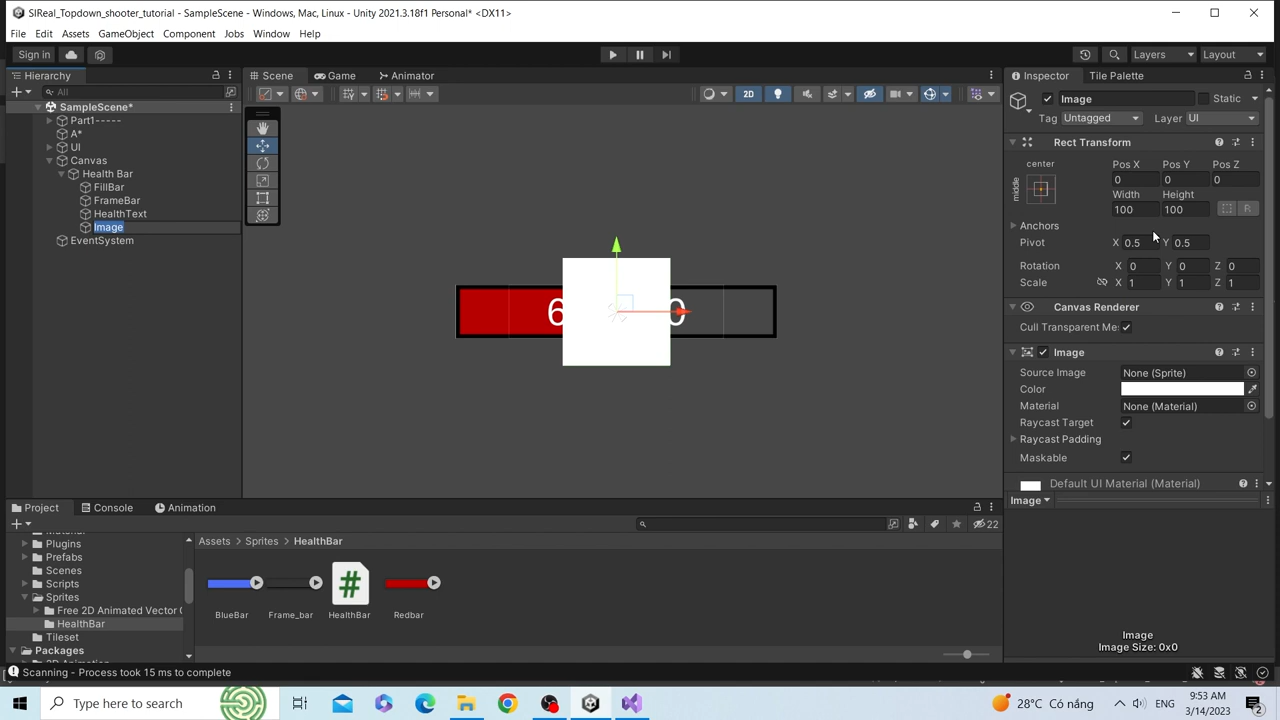 SIReal_Topdown_shooter_tutorial - SampleScene - Windows, Mac, Linux - Unity 2021.3.18f1 Personal* <DX11>
File Edit Assets GameObject Component Jobs Window Help
Sign in Layers Layout
Hierarchy Scene Game Animator Inspector Tile Palette
All
2D
SampleScene*
Part1-----
A*
UI
Canvas
Health Bar
FillBar
FrameBar
HealthText
Image
EventSystem
6 0
Image Static
Tag Untagged Layer UI
Rect Transform
center
middle
Pos X Pos Y Pos Z
0 0 0
Width Height
100 100 R
Anchors
Pivot X 0.5 Y 0.5
Rotation X 0 Y 0 Z 0
Scale X 1 Y 1 Z 1
Canvas Renderer
Cull Transparent Me
Image
Source Image None (Sprite)
Color
Material None (Material)
Raycast Target
Raycast Padding
Maskable
Default UI Material (Material)
Image
Image
Image Size: 0x0
Project Console Animation
22
Plugins
Prefabs
Scenes
Scripts
Sprites
Free 2D Animated Vector
HealthBar
Tileset
Packages
Assets Sprites HealthBar
#
BlueBar Frame_bar HealthBar Redbar
Scanning - Process took 15 ms to complete
Type here to search
28°C Có nắng ENG
9:53 AM
3/14/2023
2